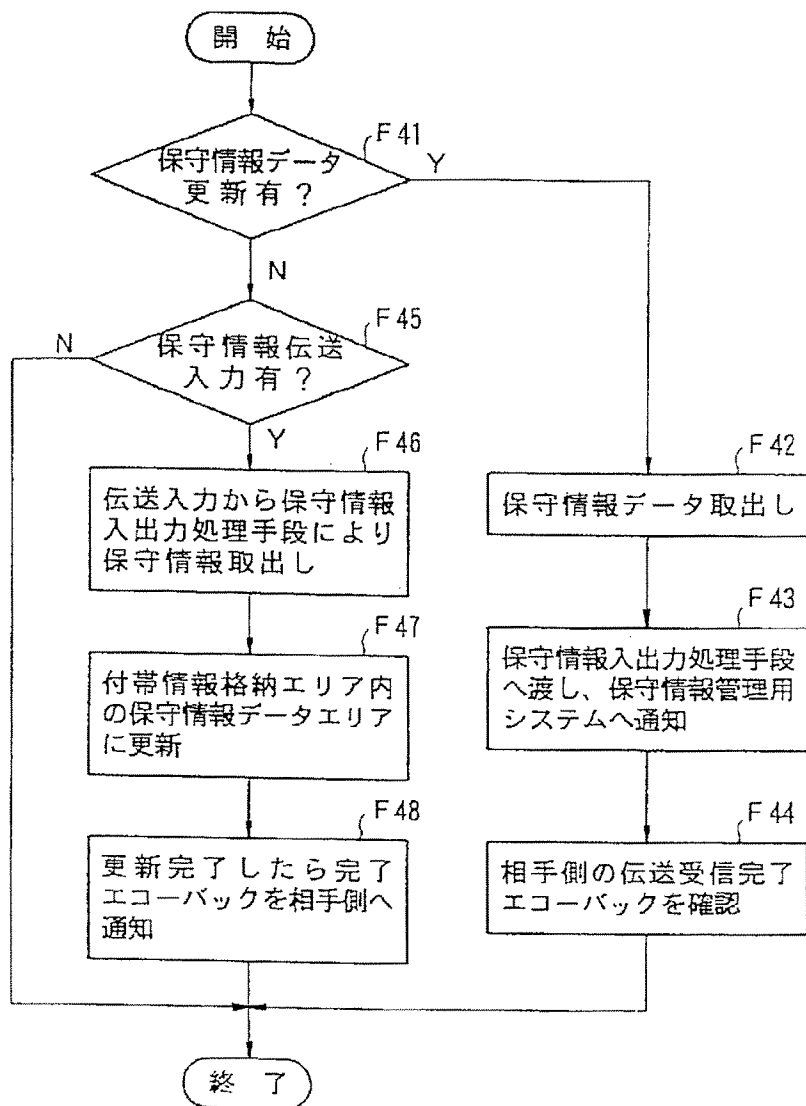 開 始
F41
保守情報データ
更新有?
Y
N
F45
保守情報伝送
入力有?
N
Y
F46
伝送入力から保守情報
入出力処理手段により
保守情報取出し
F47
付帯情報格納エリア内
の保守情報データエリア
に更新
F48
更新完了したら完了
エコーバックを相手側へ
通知
F42
保守情報データ取出し
F43
保守情報入出力処理手段
へ渡し、保守情報管理用
システムへ通知
F44
相手側の伝送受信完了
エコーバックを確認
終 了